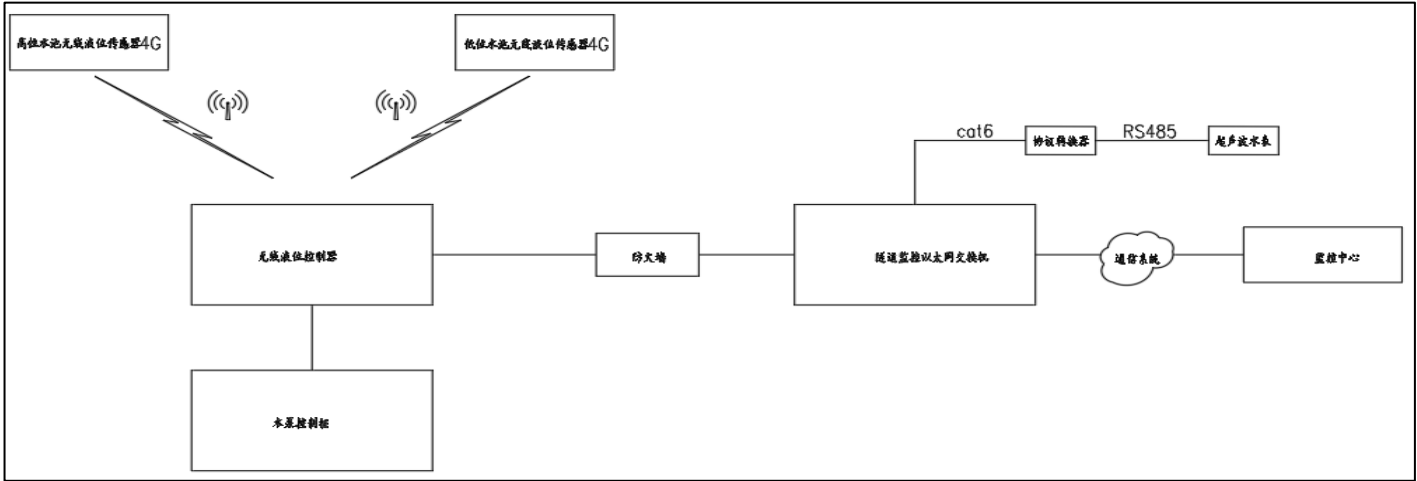 高位水池无线液位传感器4G
低位水池无线液位传感器4G
cat6
协议转换器
RS485
超声波水表
无线液位控制器
防火墙
隧道监控以太网交换机
通信系统
监控中心
水泵控制柜